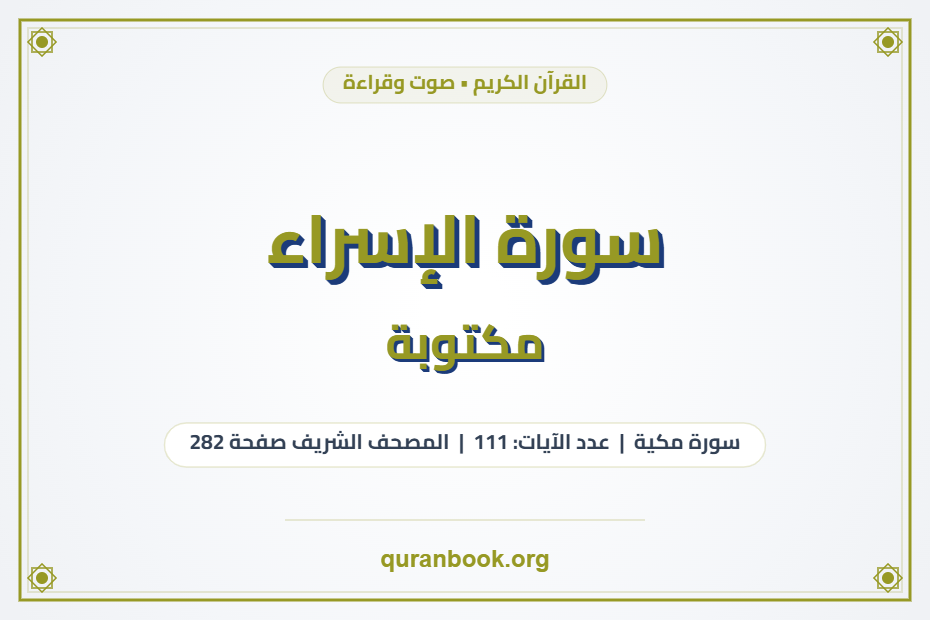 القرآن الكريم • صوت وقراءة
سورة الإسراء
مكتوبة
سورة مكية | عدد الآيات: 111 | المصحف الشريف صفحة 282
quranbook.org